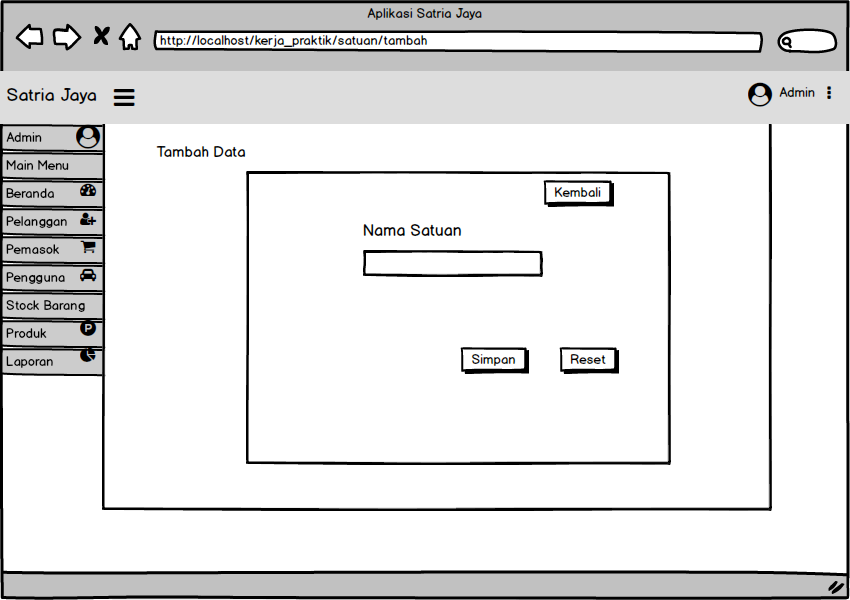 Aplikasi Satria Jaya
http://localhost/kerja_praktik/satuan/tambah
Satria Jaya
Admin
Admin
Main Menu
Beranda
Pelanggan
Pemasok
Pengguna
Stock Barang
Produk
P
Laporan
Tambah Data
Kembali
Nama Satuan
Simpan
Reset